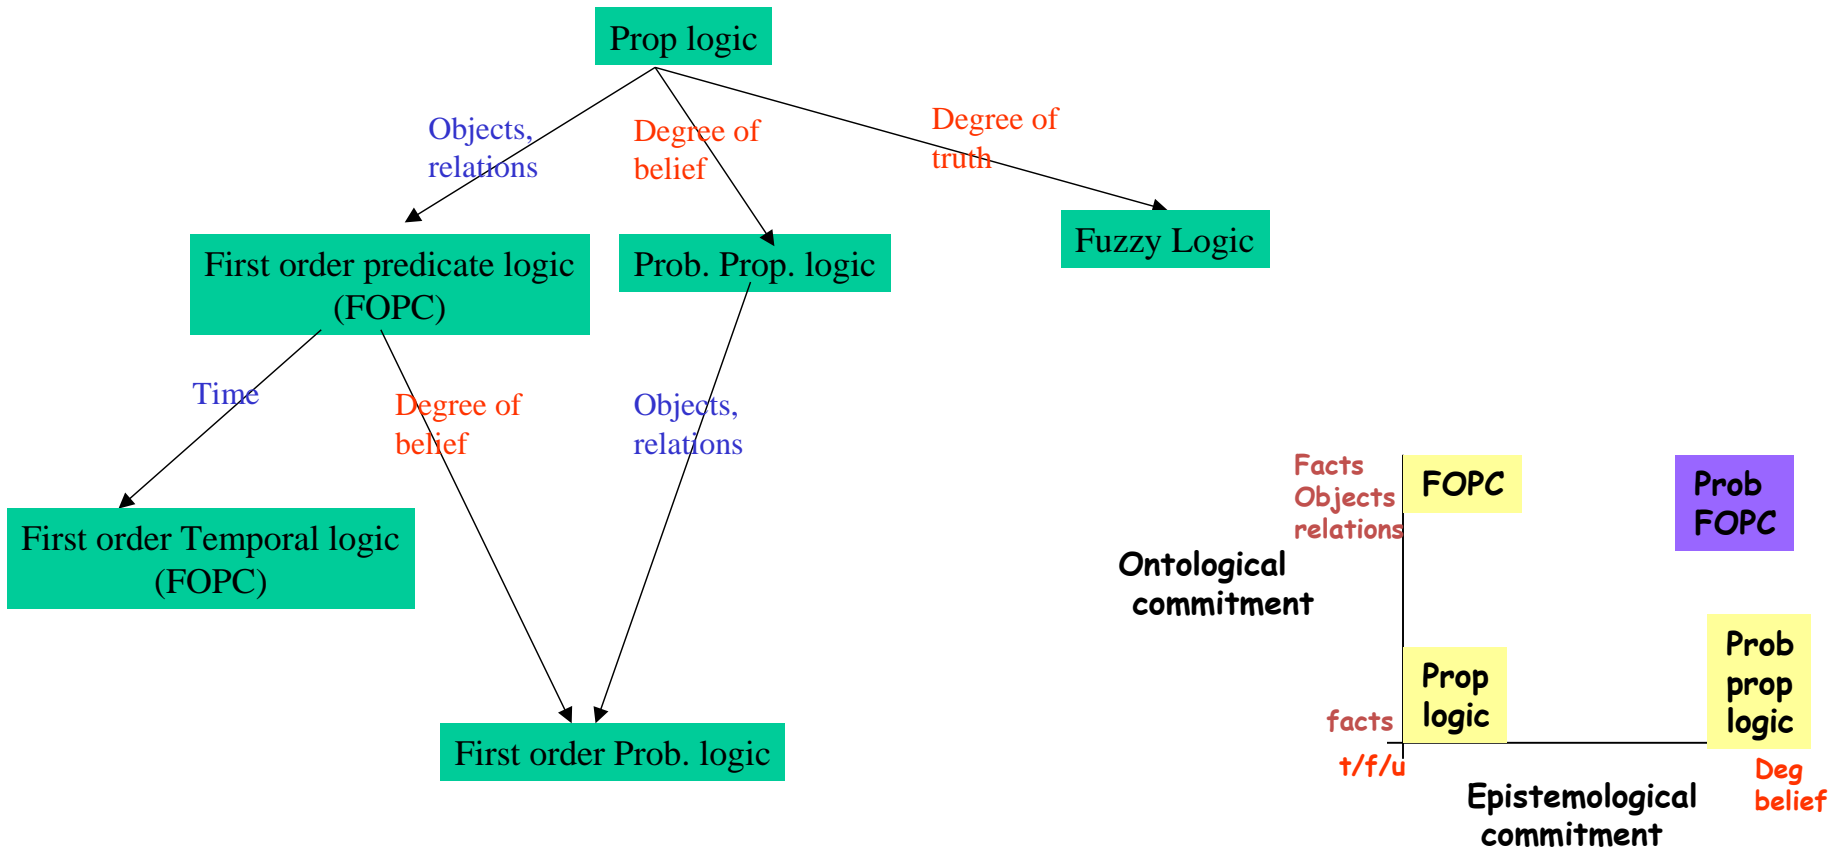 Prop logic
Objects,
relations
Degree of
belief
Degree of
truth
First order predicate logic
(FOPC)
Prob. Prop. logic
Fuzzy Logic
Time
Degree of
belief
Objects,
relations
First order Temporal logic
(FOPC)
First order Prob. logic
Facts
Objects
relations
FOPC
Prob
FOPC
Ontological
commitment
Prop
logic
Prob
prop
logic
facts
t/f/u
Deg
belief
Epistemological
commitment